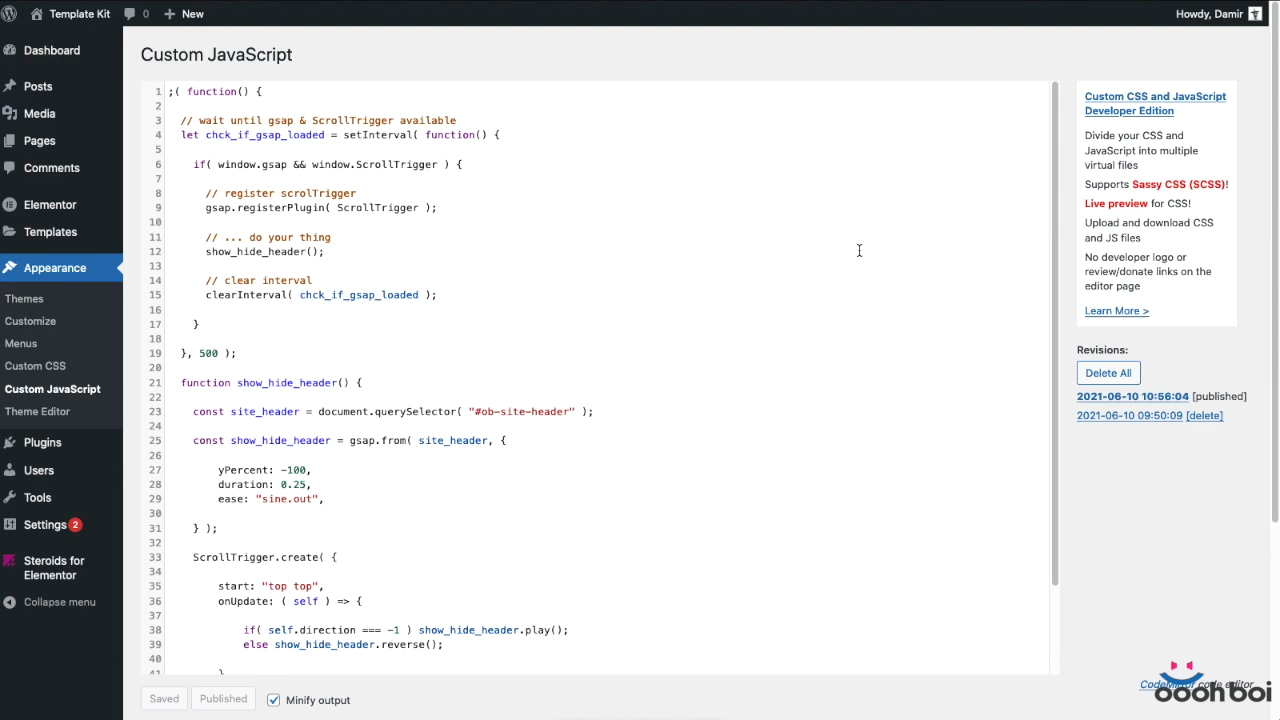 Template Kit
0
New
Howdy, Damir
Dashboard
Posts
Media
Pages
Comments
Elementor
Templates
Appearance
Themes
Customize
Menus
Custom CSS
Custom JavaScript
Theme Editor
Plugins
Users
Tools
Settings 2
Steroids for
Elementor
Collapse menu
Custom JavaScript
1 ;( function() {
2
3 // wait until gsap & ScrollTrigger available
4 let chck_if_gsap_loaded = setInterval( function() {
5
6 if( window.gsap && window.ScrollTrigger ) {
7
8 // register scrolTrigger
9 gsap.registerPlugin( ScrollTrigger );
10
11 // ... do your thing
12 show_hide_header();
13
14 // clear interval
15 clearInterval( chck_if_gsap_loaded );
16
17 }
18
19 }, 500 );
20
21 function show_hide_header() {
22
23 const site_header = document.querySelector( "#ob-site-header" );
24
25 const show_hide_header = gsap.from( site_header, {
26
27 yPercent: -100,
28 duration: 0.25,
29 ease: "sine.out",
30
31 } );
32
33 ScrollTrigger.create( {
34
35 start: "top top",
36 onUpdate: ( self ) => {
37
38 if( self.direction === -1 ) show_hide_header.play();
39 else show_hide_header.reverse();
40
41 }
Saved
Published
Minify output
Custom CSS and JavaScript
Developer Edition
Divide your CSS and
JavaScript into multiple
virtual files
Supports Sassy CSS (SCSS)!
Live preview for CSS!
Upload and download CSS
and JS files
No developer logo or
review/donate links on the
editor page
Learn More >
Revisions:
Delete All
2021-06-10 10:56:04 [published]
2021-06-10 09:50:09 [delete]
CodeMirror code editor
ooohboi